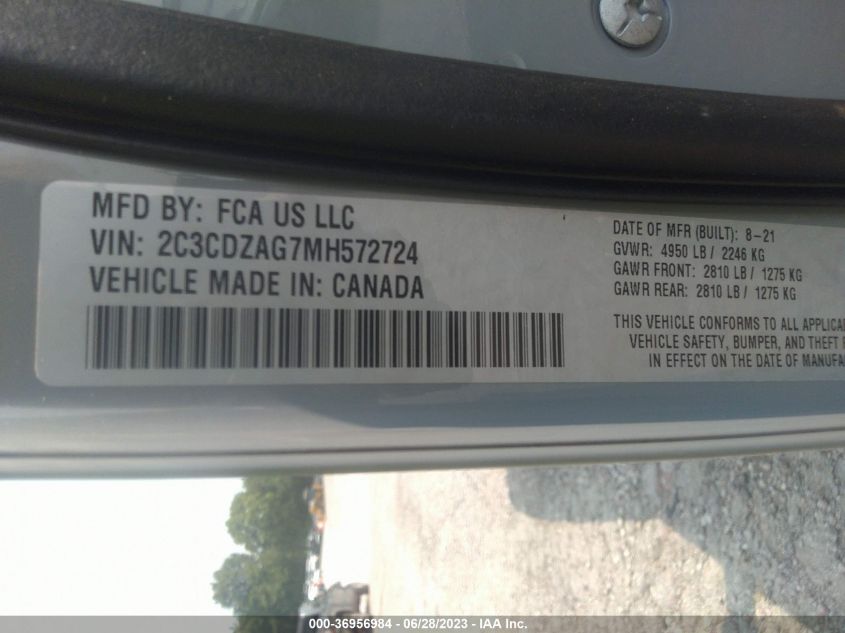 MFD BY: FCA US LLC
VIN: 2C3CDZAG7MH572724
VEHICLE MADE IN: CANADA
DATE OF MFR (BUILT): 8-21
GVWR: 4950 LB / 2246 KG
GAWR FRONT: 2810 LB / 1275 KG
GAWR REAR: 2810 LB / 1275 KG
THIS VEHICLE CONFORMS TO ALL APPLICA
VEHICLE SAFETY, BUMPER, AND THEFT
IN EFFECT ON THE DATE OF MANUFA
000-36956984 / 06/28/2023 - IAA Inc.